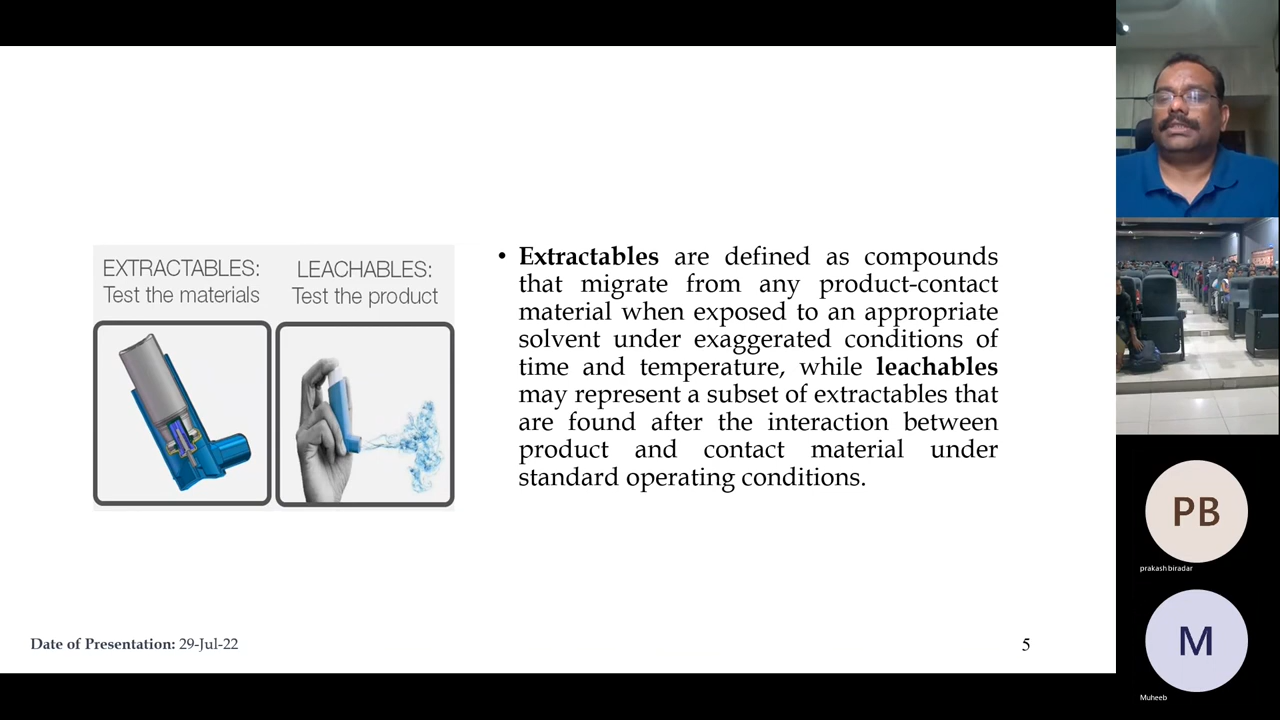 EXTRACTABLES:
Test the materials
LEACHABLES:
Test the product
• Extractables are defined as compounds
that migrate from any product-contact
material when exposed to an appropriate
solvent under exaggerated conditions of
time and temperature, while leachables
may represent a subset of extractables that
are found after the interaction between
product and contact material under
standard operating conditions.
Date of Presentation: 29-Jul-22
5
PB
prakash biradar
M
Muheeb